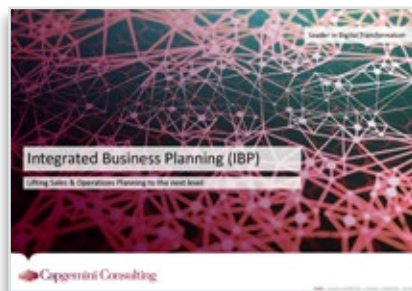 Leader in Digital Transformation
Integrated Business Planning (IBP)
Lifting Sales & Operations Planning to the next level
Capgemini Consulting